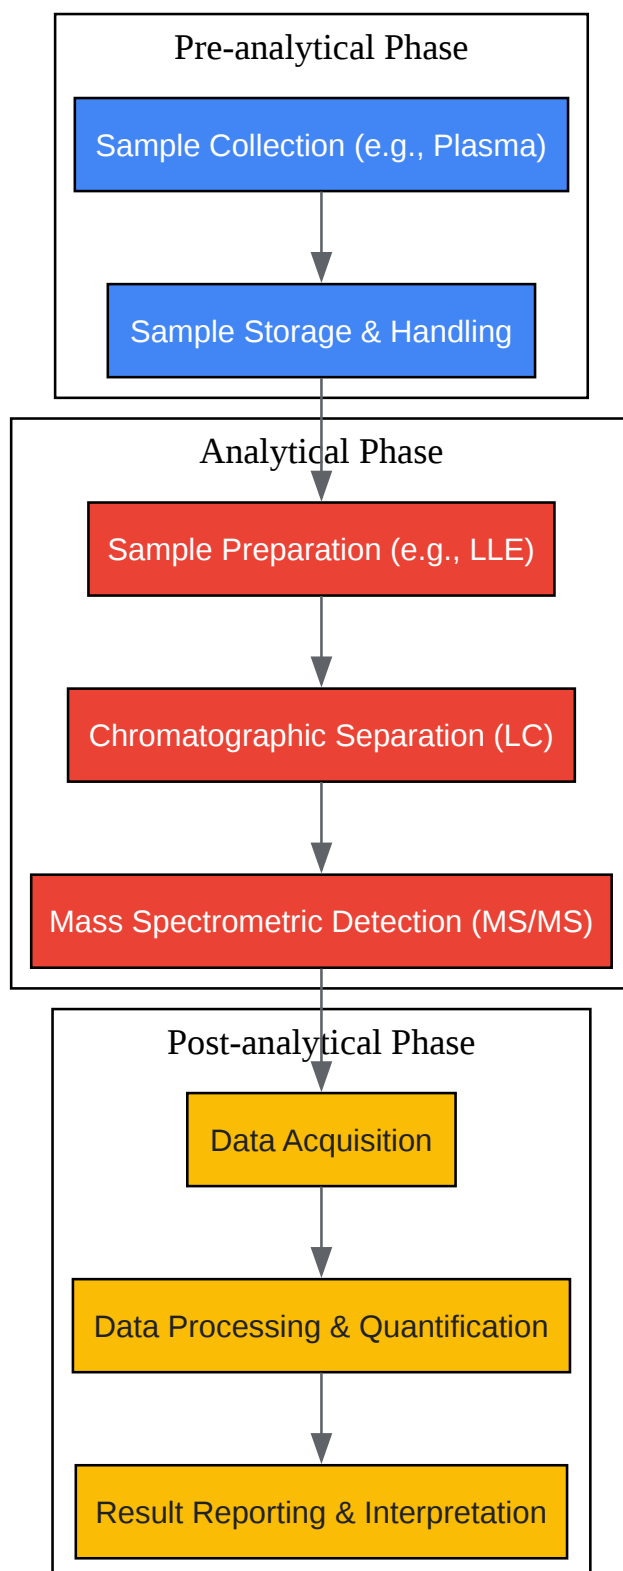 Pre-analytical Phase
Sample Collection (e.g., Plasma)
Sample Storage & Handling
Analytical Phase
Sample Preparation (e.g., LLE)
Chromatographic Separation (LC)
Mass Spectrometric Detection (MS/MS)
Post-analytical Phase
Data Acquisition
Data Processing & Quantification
Result Reporting & Interpretation